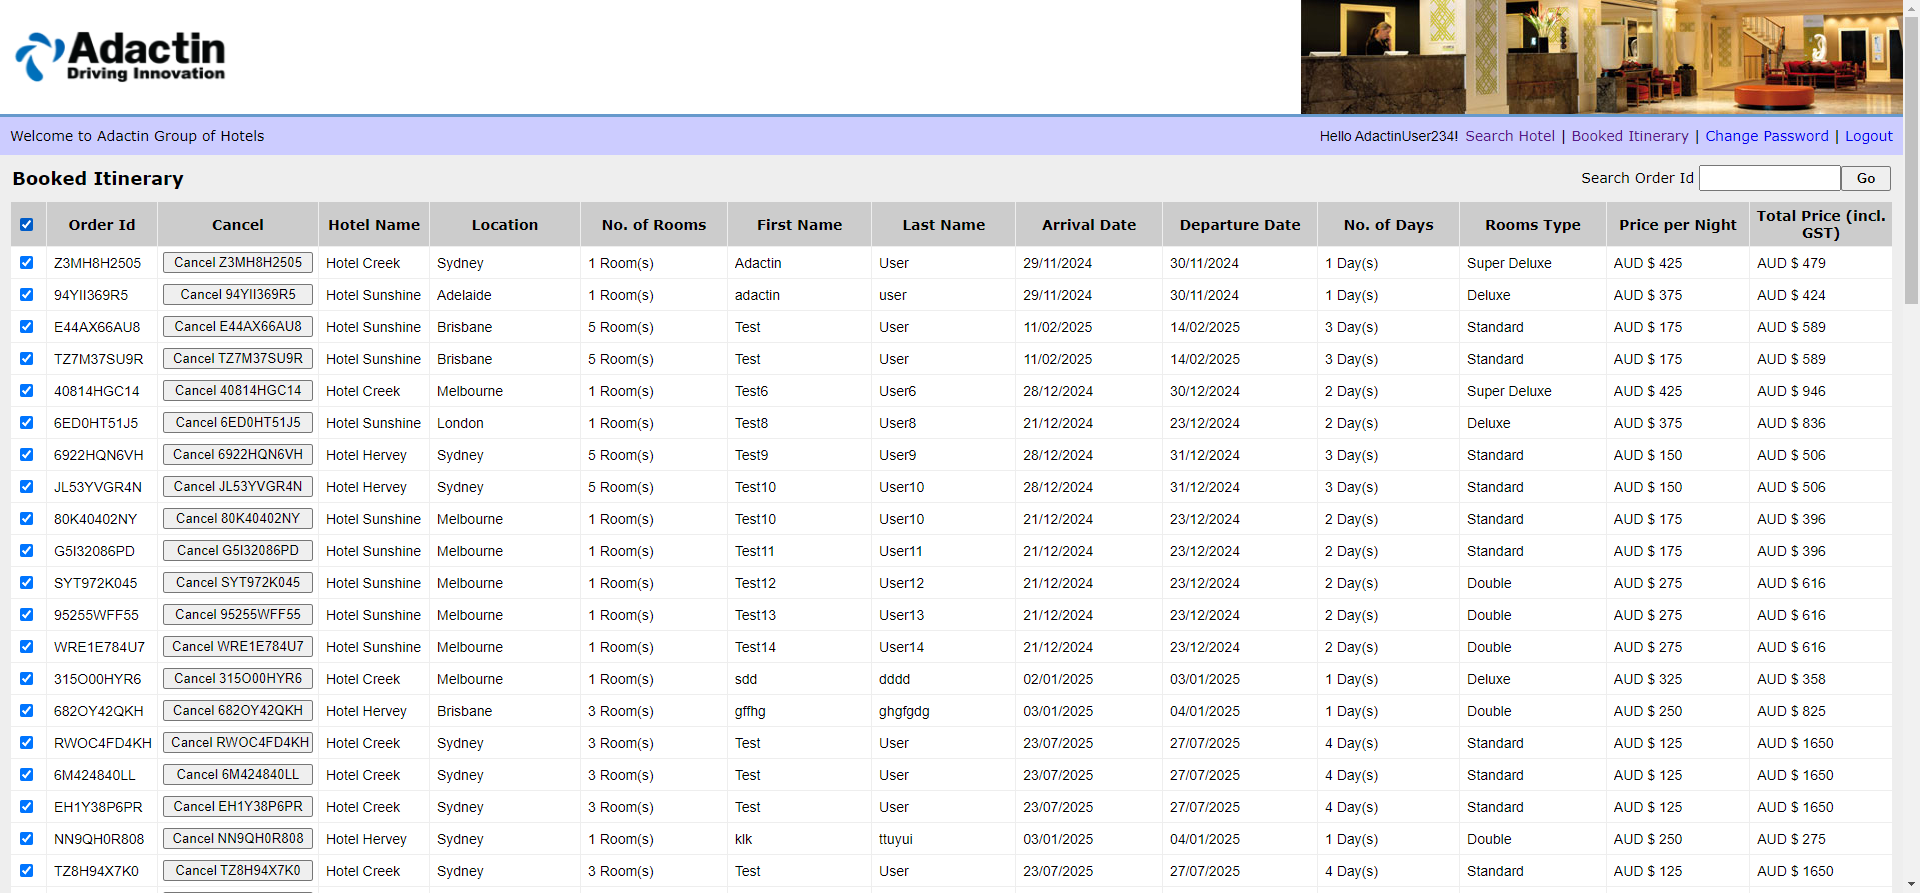 Adactin
Driving Innovation
Welcome to Adactin Group of Hotels
Hello AdactinUser234! Search Hotel | Booked Itinerary | Change Password | Logout
Booked Itinerary
Search Order Id Go
Order Id Cancel Hotel Name Location No. of Rooms First Name Last Name Arrival Date Departure Date No. of Days Rooms Type Price per Night Total Price (incl. GST)
Z3MH8H2505 Cancel Z3MH8H2505 Hotel Creek Sydney 1 Room(s) Adactin User 29/11/2024 30/11/2024 1 Day(s) Super Deluxe AUD $ 425 AUD $ 479
94YII369R5 Cancel 94YII369R5 Hotel Sunshine Adelaide 1 Room(s) adactin user 29/11/2024 30/11/2024 1 Day(s) Deluxe AUD $ 375 AUD $ 424
E44AX66AU8 Cancel E44AX66AU8 Hotel Sunshine Brisbane 5 Room(s) Test User 11/02/2025 14/02/2025 3 Day(s) Standard AUD $ 175 AUD $ 589
TZ7M37SU9R Cancel TZ7M37SU9R Hotel Sunshine Brisbane 5 Room(s) Test User 11/02/2025 14/02/2025 3 Day(s) Standard AUD $ 175 AUD $ 589
40814HGC14 Cancel 40814HGC14 Hotel Creek Melbourne 1 Room(s) Test6 User6 28/12/2024 30/12/2024 2 Day(s) Super Deluxe AUD $ 425 AUD $ 946
6ED0HT51J5 Cancel 6ED0HT51J5 Hotel Sunshine London 1 Room(s) Test8 User8 21/12/2024 23/12/2024 2 Day(s) Deluxe AUD $ 375 AUD $ 836
6922HQN6VH Cancel 6922HQN6VH Hotel Hervey Sydney 5 Room(s) Test9 User9 28/12/2024 31/12/2024 3 Day(s) Standard AUD $ 150 AUD $ 506
JL53YVGR4N Cancel JL53YVGR4N Hotel Hervey Sydney 5 Room(s) Test10 User10 28/12/2024 31/12/2024 3 Day(s) Standard AUD $ 150 AUD $ 506
80K40402NY Cancel 80K40402NY Hotel Sunshine Melbourne 1 Room(s) Test10 User10 21/12/2024 23/12/2024 2 Day(s) Standard AUD $ 175 AUD $ 396
G5I32086PD Cancel G5I32086PD Hotel Sunshine Melbourne 1 Room(s) Test11 User11 21/12/2024 23/12/2024 2 Day(s) Standard AUD $ 175 AUD $ 396
SYT972K045 Cancel SYT972K045 Hotel Sunshine Melbourne 1 Room(s) Test12 User12 21/12/2024 23/12/2024 2 Day(s) Double AUD $ 275 AUD $ 616
95255WFF55 Cancel 95255WFF55 Hotel Sunshine Melbourne 1 Room(s) Test13 User13 21/12/2024 23/12/2024 2 Day(s) Double AUD $ 275 AUD $ 616
WRE1E784U7 Cancel WRE1E784U7 Hotel Sunshine Melbourne 1 Room(s) Test14 User14 21/12/2024 23/12/2024 2 Day(s) Double AUD $ 275 AUD $ 616
315O00HYR6 Cancel 315O00HYR6 Hotel Creek Melbourne 1 Room(s) sdd dddd 02/01/2025 03/01/2025 1 Day(s) Deluxe AUD $ 325 AUD $ 358
682OY42QKH Cancel 682OY42QKH Hotel Hervey Brisbane 3 Room(s) gffhg ghgfgdg 03/01/2025 04/01/2025 1 Day(s) Double AUD $ 250 AUD $ 825
RWOC4FD4KH Cancel RWOC4FD4KH Hotel Creek Sydney 3 Room(s) Test User 23/07/2025 27/07/2025 4 Day(s) Standard AUD $ 125 AUD $ 1650
6M424840LL Cancel 6M424840LL Hotel Creek Sydney 3 Room(s) Test User 23/07/2025 27/07/2025 4 Day(s) Standard AUD $ 125 AUD $ 1650
EH1Y38P6PR Cancel EH1Y38P6PR Hotel Creek Sydney 3 Room(s) Test User 23/07/2025 27/07/2025 4 Day(s) Standard AUD $ 125 AUD $ 1650
NN9QH0R808 Cancel NN9QH0R808 Hotel Hervey Sydney 1 Room(s) klk ttuyui 03/01/2025 04/01/2025 1 Day(s) Double AUD $ 250 AUD $ 275
TZ8H94X7K0 Cancel TZ8H94X7K0 Hotel Creek Sydney 3 Room(s) Test User 23/07/2025 27/07/2025 4 Day(s) Standard AUD $ 125 AUD $ 1650